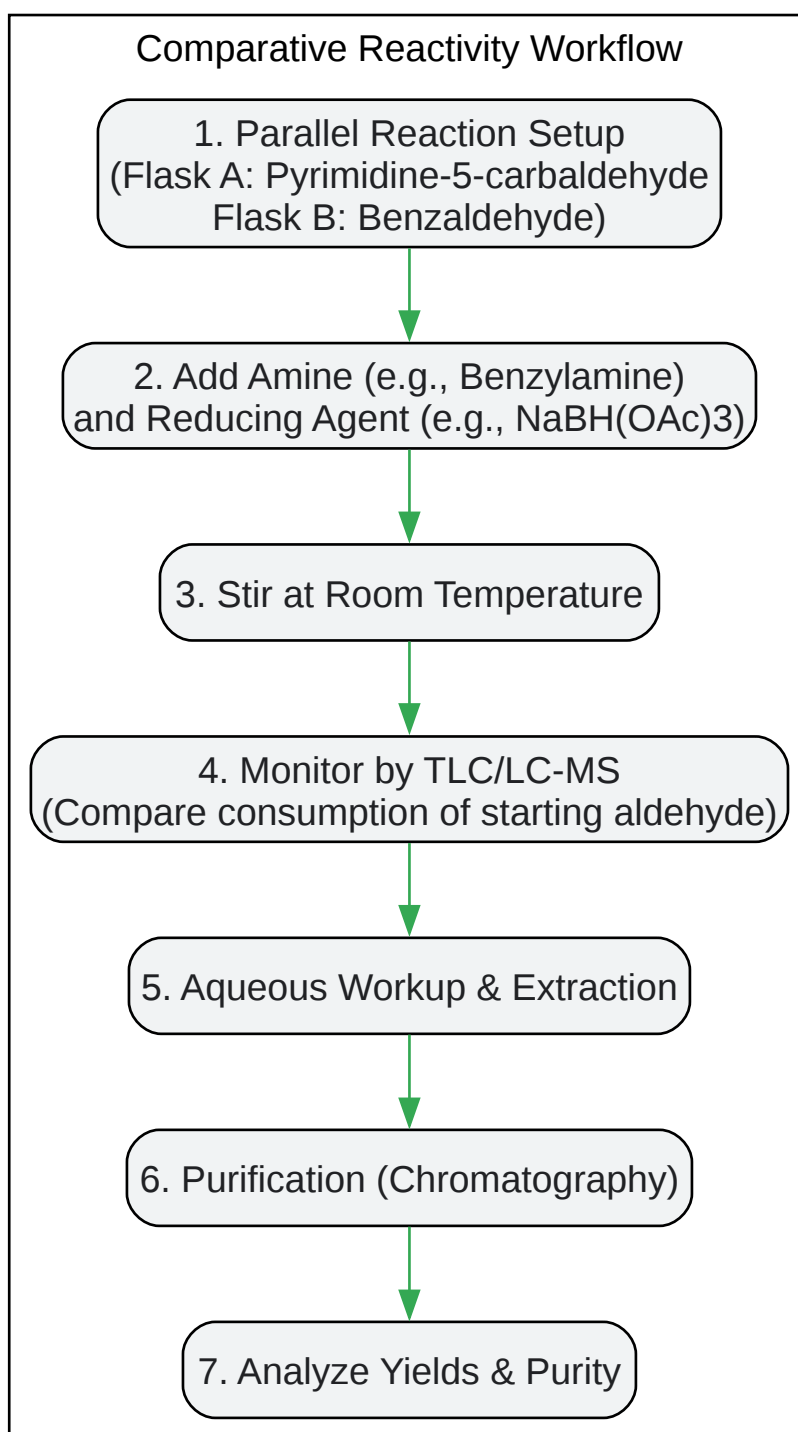 Comparative Reactivity Workflow
1. Parallel Reaction Setup
(Flask A: Pyrimidine-5-carbaldehyde
Flask B: Benzaldehyde)
2. Add Amine (e.g., Benzylamine)
and Reducing Agent (e.g., NaBH(OAc)3)
3. Stir at Room Temperature
4. Monitor by TLC/LC-MS
(Compare consumption of starting aldehyde)
5. Aqueous Workup & Extraction
6. Purification (Chromatography)
7. Analyze Yields & Purity